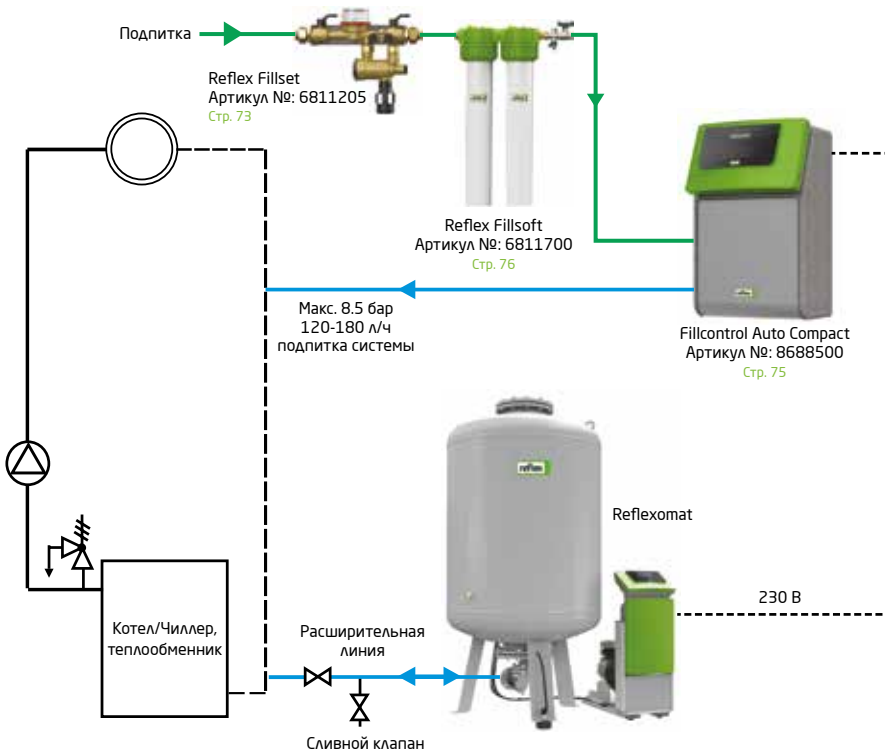 Подпитка
Reflex Fillset
Артикул №: 6811205
Стр. 73
Reflex Fillsoft
Артикул №: 6811700
Стр. 76
Макс. 8.5 бар
120-180 л/ч
подпитка системы
Fillcontrol Auto Compact
Артикул №: 8688500
Стр. 75
reflex
Reflexomat
230 В
Котел/Чиллер,
теплообменник
Расширительная
линия
Сливной клапан